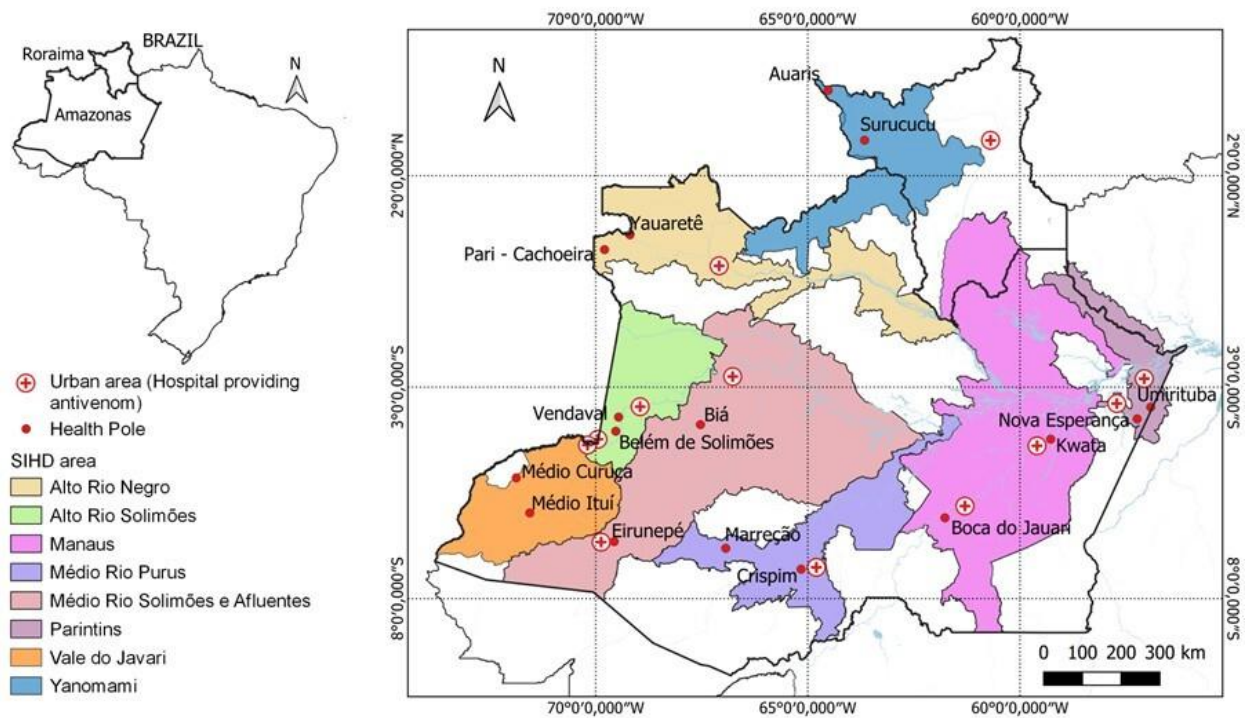 BRAZIL
Roraima
Amazonas
N
Urban area (Hospital providing
antivenom)
Health Pole
SIHD area
Alto Rio Negro
Alto Rio Solimões
Manaus
Médio Rio Purus
Médio Rio Solimões e Afluentes
Parintins
Vale do Javari
Yanomami
70°0'0,000"W
65°0'0,000"W
60°0'0,000"W
N
Auaris
Surucucu
2°0'0,000"N
2°0'0,000"N
Yauaretê
Pari - Cachoeira
3°0'0,000"S
3°0'0,000"S
Vendaval
Belém de Solimões
Biá
Umirituba
Nova Esperança
Kwata
Médio Curuça
Médio Ituí
Boca do Jauari
Eirunepé
Marreção
Crispim
8°0'0,000"S
8°0'0,000"S
0 100 200 300 km
70°0'0,000"W
65°0'0,000"W
60°0'0,000"W